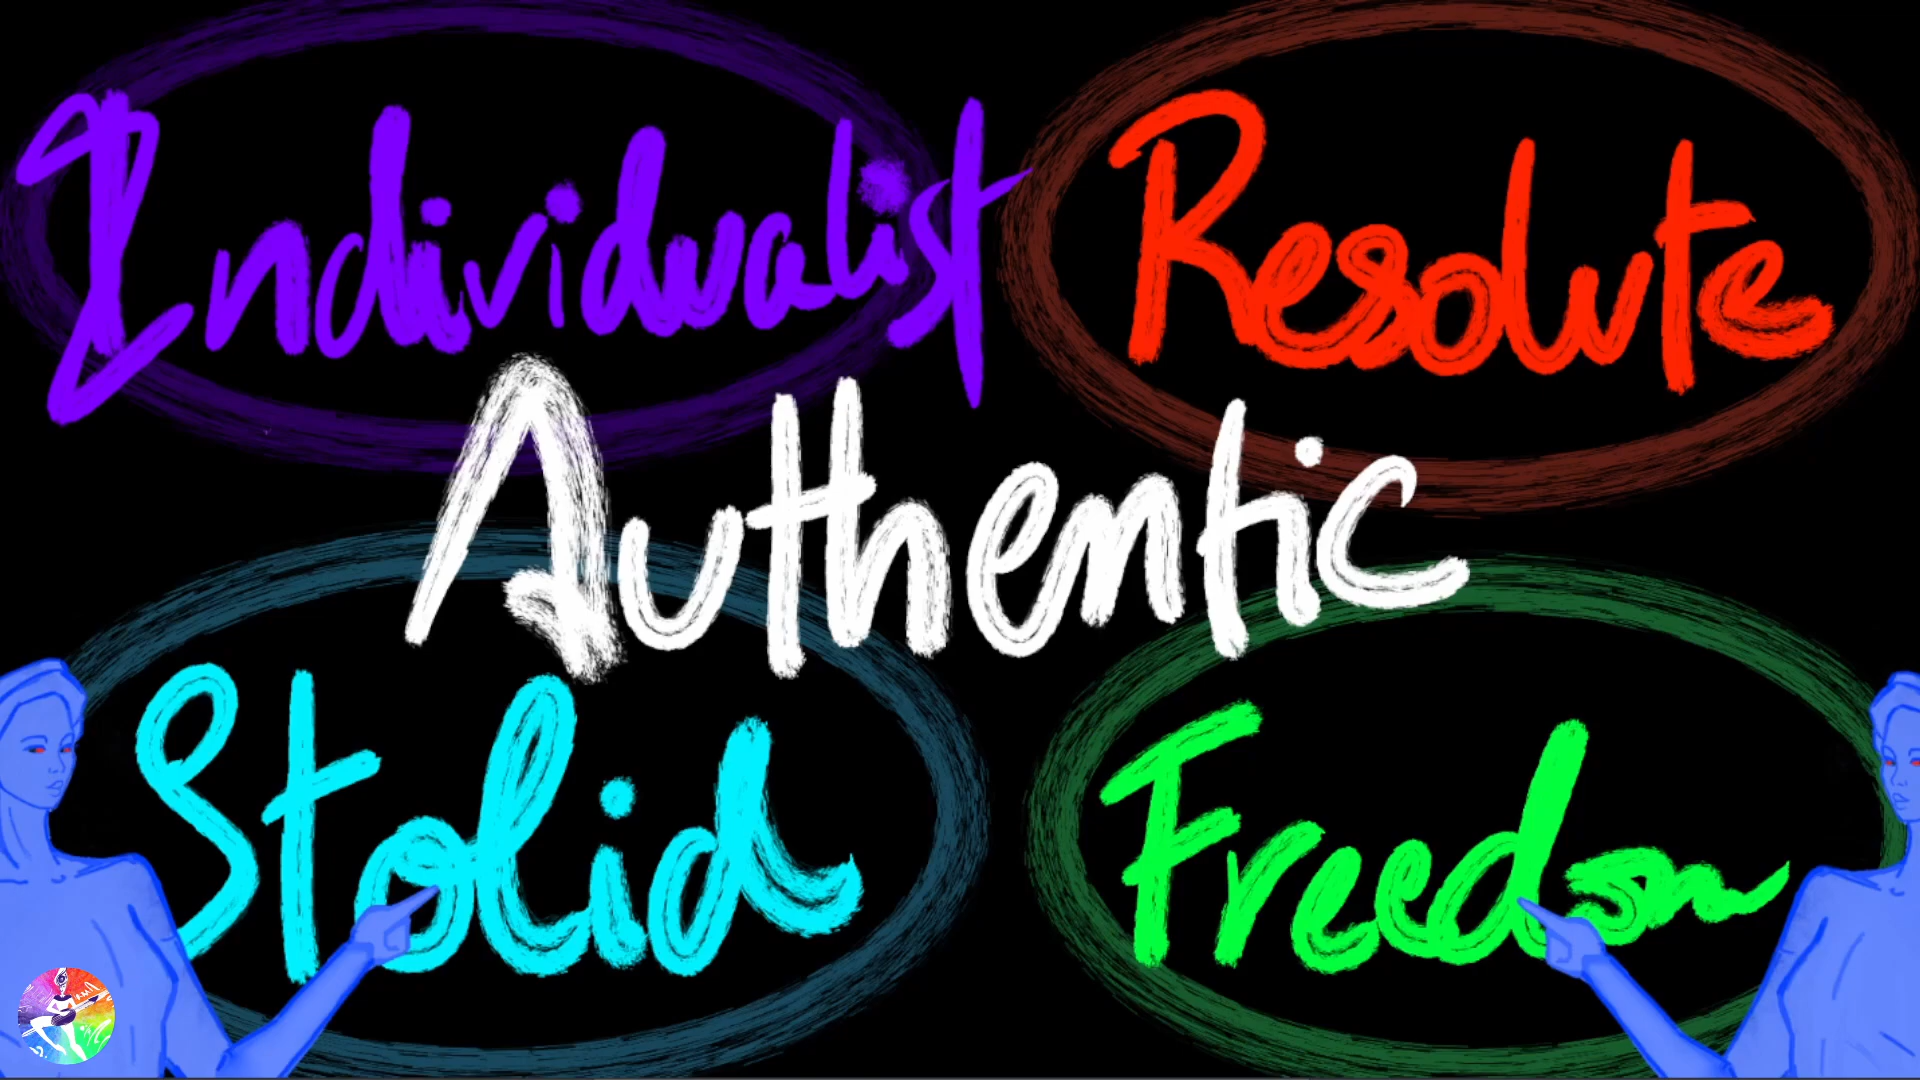 Individualist
Resolute
Authentic
Stolid
Freedom